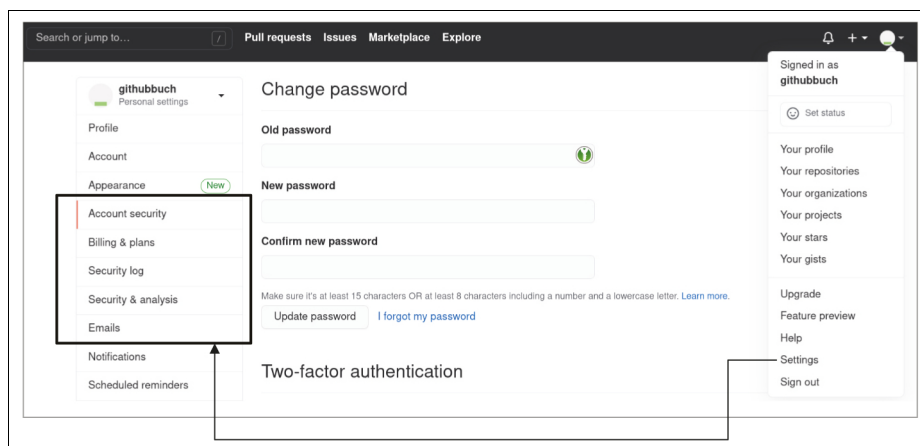 Search or jump to...
/
Pull requests Issues Marketplace Explore
githubbuch
Personal settings
Profile
Account
Appearance New
Account security
Billing & plans
Security log
Security & analysis
Emails
Notifications
Scheduled reminders
Change password
Old password
New password
Confirm new password
Make sure it's at least 15 characters OR at least 8 characters including a number and a lowercase letter. Learn more.
Update password I forgot my password
Two-factor authentication
Signed in as
githubbuch
Set status
Your profile
Your repositories
Your organizations
Your projects
Your stars
Your gists
Upgrade
Feature preview
Help
Settings
Sign out